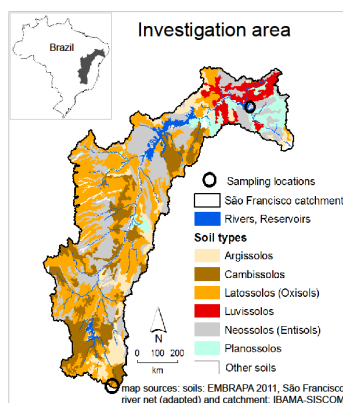 Investigation area
Brazil
Sampling locations
São Francisco catchment
Rivers, Reservoirs
Soil types
Argissolos
Cambissolos
Latossolos (Oxisols)
Luvissolos
Neossolos (Entisols)
Planossolos
Other soils
N
0 100 200
km
map sources: soils: EMBRAPA 2011, São Francisco
river net (adapted) and catchment: IBAMA-SISCOM